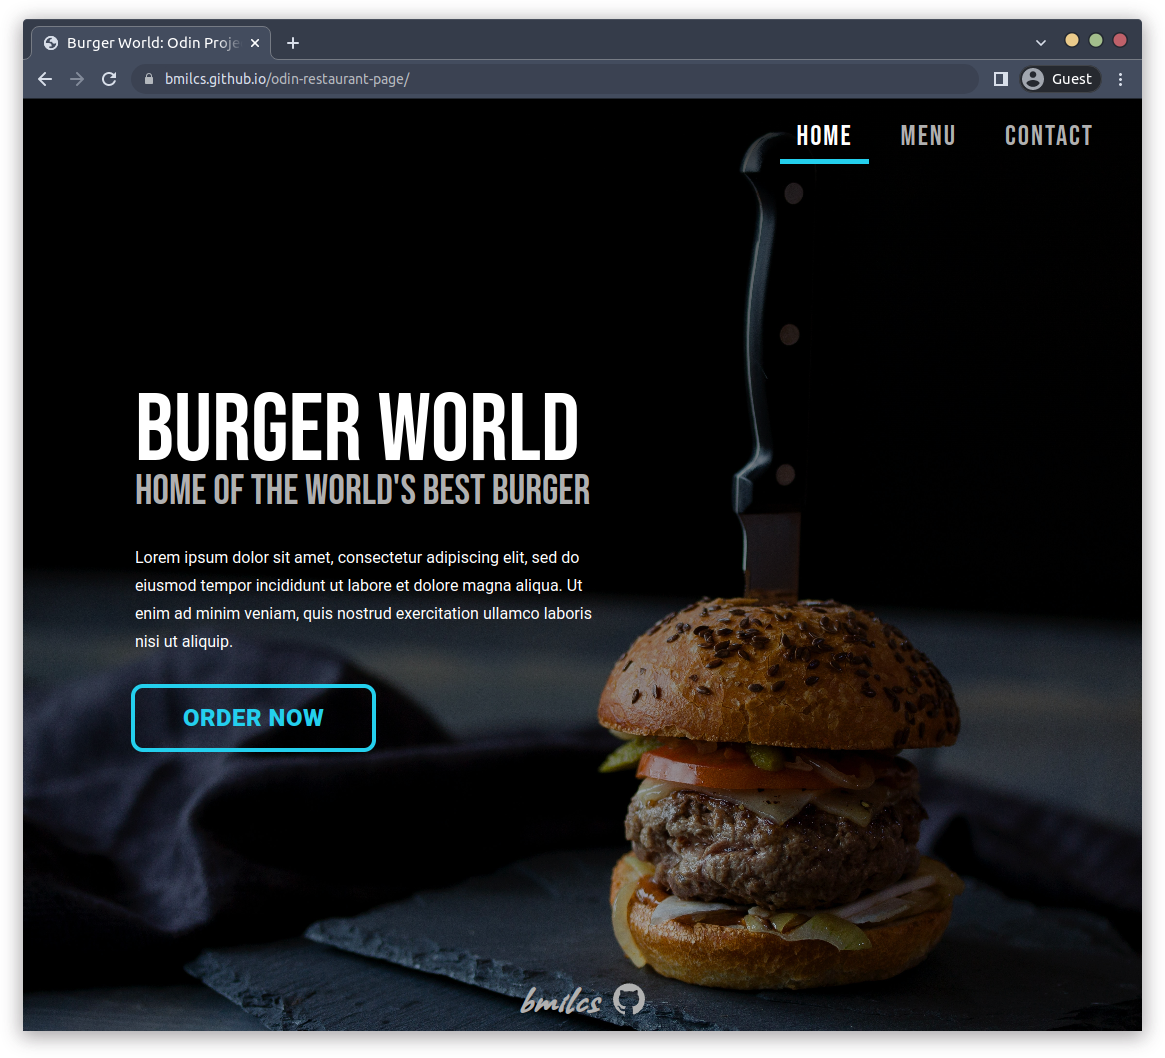 Burger World: Odin Proje
bmilcs.github.io/odin-restaurant-page/
Guest
HOME MENU CONTACT
BURGER WORLD
HOME OF THE WORLD'S BEST BURGER
Lorem ipsum dolor sit amet, consectetur adipiscing elit, sed do
eiusmod tempor incididunt ut labore et dolore magna aliqua. Ut
enim ad minim veniam, quis nostrud exercitation ullamco laboris
nisi ut aliquip.
ORDER NOW
bmilcs